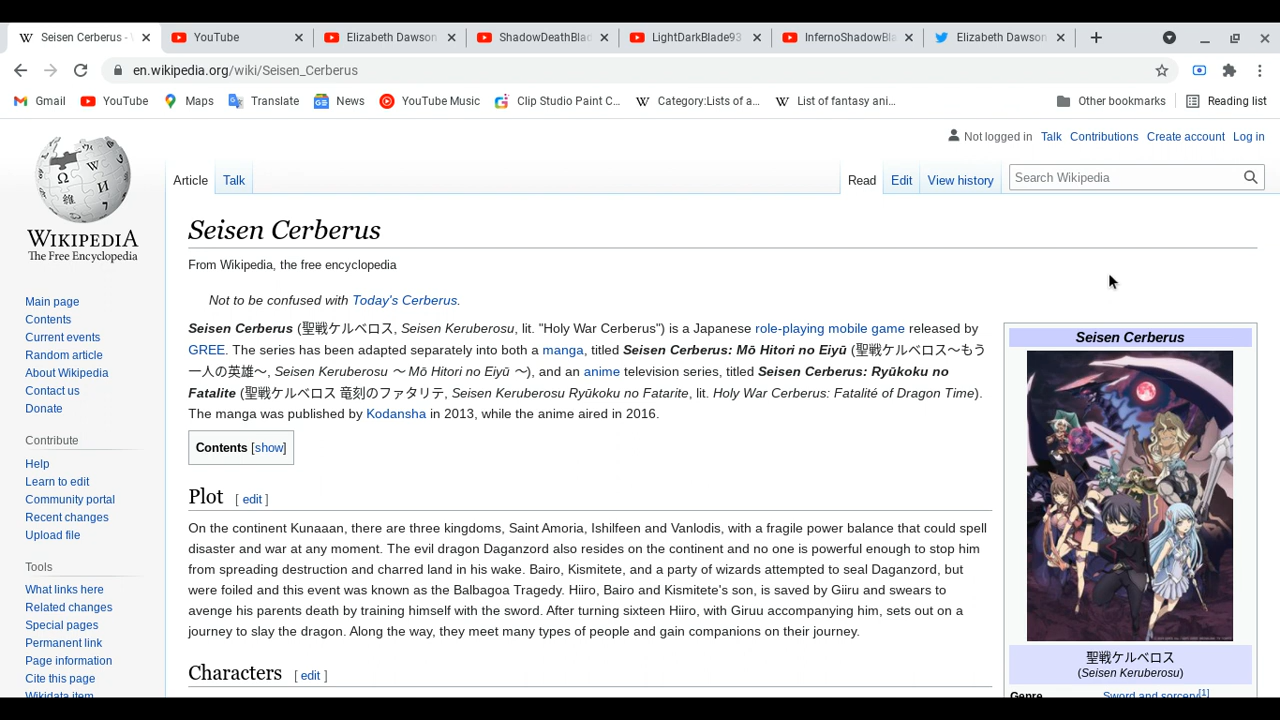 Seisen Cerberus -
YouTube
Elizabeth Dawson
ShadowDeathBlad
LightDarkBlade93
InfernoShadowBla
Elizabeth Dawson
en.wikipedia.org/wiki/Seisen_Cerberus
Gmail
YouTube
Maps
Translate
News
YouTube Music
Clip Studio Paint C...
Category:Lists of a...
List of fantasy ani...
Other bookmarks
Reading list
Not logged in Talk Contributions Create account Log in
Article Talk
Read Edit View history
Search Wikipedia
WIKIPEDIA
The Free Encyclopedia
Main page
Contents
Current events
Random article
About Wikipedia
Contact us
Donate
Contribute
Help
Learn to edit
Community portal
Recent changes
Upload file
Tools
What links here
Related changes
Special pages
Permanent link
Page information
Cite this page
Wikidata item
Seisen Cerberus
From Wikipedia, the free encyclopedia
Not to be confused with Today's Cerberus.
Seisen Cerberus (聖戦ケルベロス, Seisen Keruberosu, lit. "Holy War Cerberus") is a Japanese role-playing mobile game released by
GREE. The series has been adapted separately into both a manga, titled Seisen Cerberus: Mō Hitori no Eiyū (聖戦ケルベロス～もう
一人の英雄～, Seisen Keruberosu ～ Mō Hitori no Eiyū ～), and an anime television series, titled Seisen Cerberus: Ryūkoku no
Fatalite (聖戦ケルベロス 竜刻のファタリテ, Seisen Keruberosu Ryūkoku no Fatarite, lit. Holy War Cerberus: Fatalité of Dragon Time).
The manga was published by Kodansha in 2013, while the anime aired in 2016.
Contents [show]
Plot [ edit ]
On the continent Kunaaan, there are three kingdoms, Saint Amoria, Ishilfeen and Vanlodis, with a fragile power balance that could spell
disaster and war at any moment. The evil dragon Daganzord also resides on the continent and no one is powerful enough to stop him
from spreading destruction and charred land in his wake. Bairo, Kismitete, and a party of wizards attempted to seal Daganzord, but
were foiled and this event was known as the Balbagoa Tragedy. Hiiro, Bairo and Kismitete's son, is saved by Giiru and swears to
avenge his parents death by training himself with the sword. After turning sixteen Hiiro, with Giruu accompanying him, sets out on a
journey to slay the dragon. Along the way, they meet many types of people and gain companions on their journey.
Characters [ edit ]
Seisen Cerberus
聖戦ケルベロス
(Seisen Keruberosu)
Genre Sword and sorcery[1]